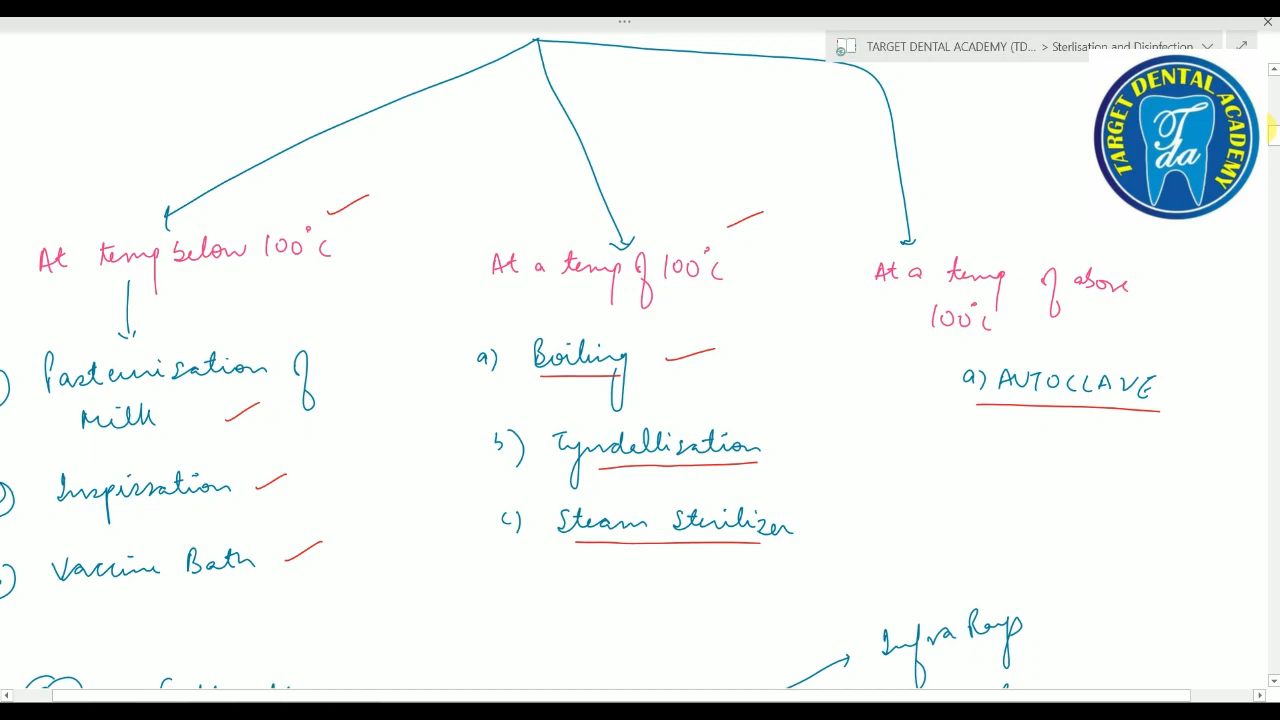 TARGET DENTAL ACADEMY (TD... > Sterlisation and Disinfection
TARGET DENTAL ACADEMY
Tda
At temp below 100°C
At a temp of 100°C
At a temp of above
100°C
Pasteurisation of
Milk
Inspissation
Vaccine Bath
a) Boiling
b) Tyndellisation
c) Steam Sterilizer
a) AUTOCLAVE
Infra Rays